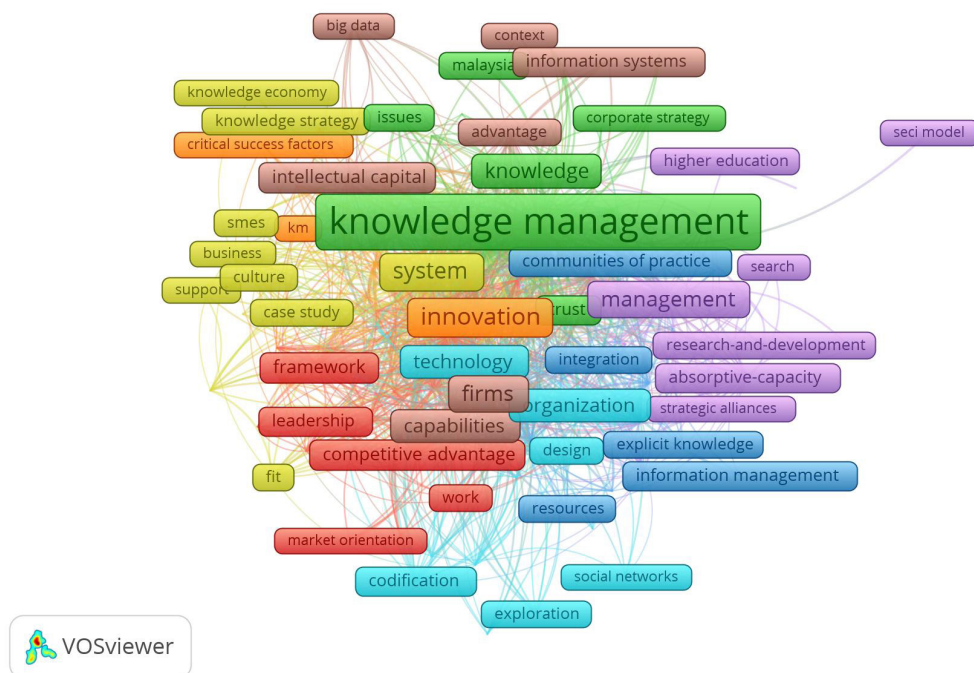 big data
context
malaysia
information systems
knowledge economy
knowledge strategy
issues
corporate strategy
seci model
critical success factors
advantage
higher education
intellectual capital
knowledge
knowledge management
smes
km
business
communities of practice
culture
system
search
support
management
case study
innovation
trust
technology
integration
research-and-development
framework
absorptive-capacity
firms
organization
strategic alliances
leadership
capabilities
competitive advantage
design
explicit knowledge
fit
information management
work
resources
market orientation
codification
social networks
exploration
VOSviewer